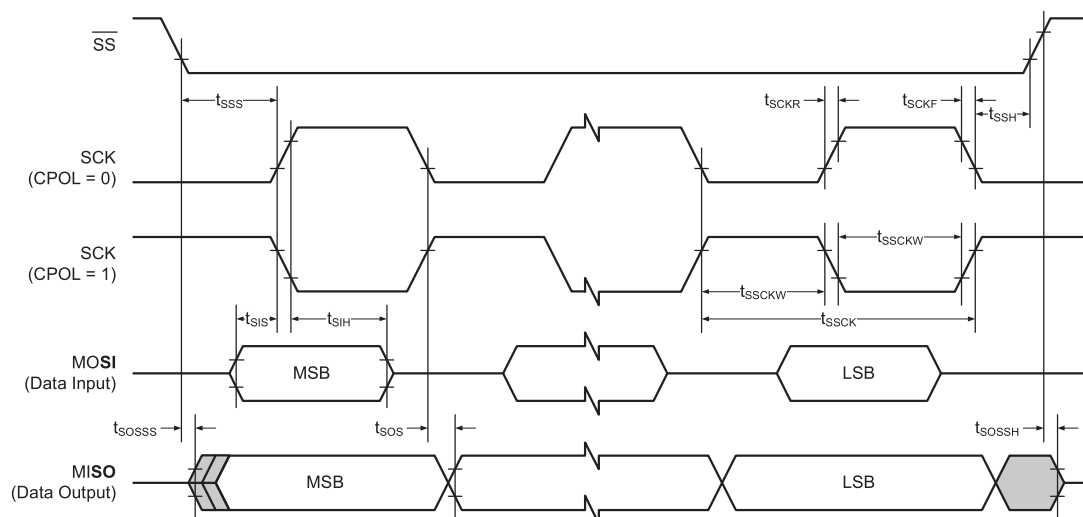 SS
tSSS
tSCKR
tSCKF
tSSH
SCK
(CPOL = 0)
SCK
(CPOL = 1)
tSSCKW
tSSCKW
tSSCK
tSIS
tSIH
MOSI
(Data Input)
MSB
LSB
tSOSSS
tSOS
tSOSSH
MISO
(Data Output)
MSB
LSB